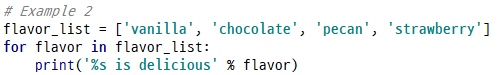 # Example 2
flavor_list = ['vanilla', 'chocolate', 'pecan', 'strawberry']
for flavor in flavor_list:
    print('%s is delicious' % flavor)